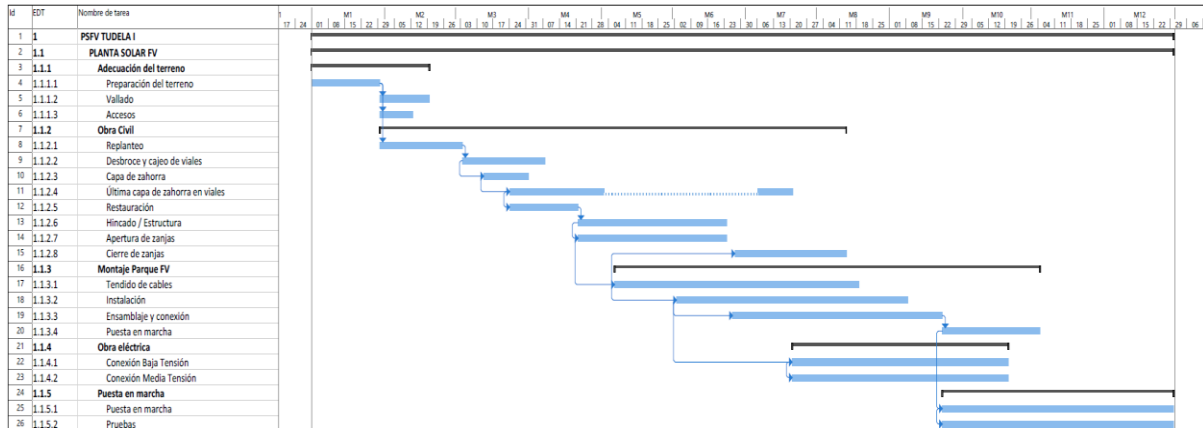 Id EDT Nombre de tarea 1 M1 M2 M3 M4 M5 M6 M7 M8 M9 M10 M11 M12
17 24 01 08 15 22 29 05 12 19 26 03 10 17 24 31 07 14 21 28 04 11 18 25 02 09 16 23 30 06 13 20 27 04 11 18 25 01 08 15 22 29 05 12 19 26 03 10 17 24 01 08 15 22 29 06
1 1 PSFV TUDELA I
2 1.1 PLANTA SOLAR FV
3 1.1.1 Adecuación del terreno
4 1.1.1.1 Preparación del terreno
5 1.1.1.2 Vallado
6 1.1.1.3 Accesos
7 1.1.2 Obra Civil
8 1.1.2.1 Replanteo
9 1.1.2.2 Desbroce y cajeo de viales
10 1.1.2.3 Capa de zahorra
11 1.1.2.4 Última capa de zahorra en viales
12 1.1.2.5 Restauración
13 1.1.2.6 Hincado / Estructura
14 1.1.2.7 Apertura de zanjas
15 1.1.2.8 Cierre de zanjas
16 1.1.3 Montaje Parque FV
17 1.1.3.1 Tendido de cables
18 1.1.3.2 Instalación
19 1.1.3.3 Ensamblaje y conexión
20 1.1.3.4 Puesta en marcha
21 1.1.4 Obra eléctrica
22 1.1.4.1 Conexión Baja Tensión
23 1.1.4.2 Conexión Media Tensión
24 1.1.5 Puesta en marcha
25 1.1.5.1 Puesta en marcha
26 1.1.5.2 Pruebas